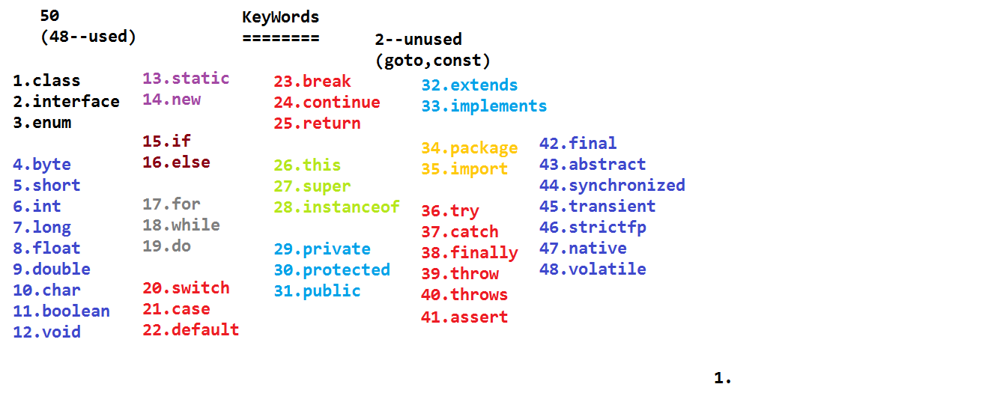 50
(48--used)
KeyWords
========
2--unused
(goto,const)
1.class
2.interface
3.enum
4.byte
5.short
6.int
7.long
8.float
9.double
10.char
11.boolean
12.void
13.static
14.new
15.if
16.else
17.for
18.while
19.do
20.switch
21.case
22.default
23.break
24.continue
25.return
26.this
27.super
28.instanceof
29.private
30.protected
31.public
32.extends
33.implements
34.package
35.import
36.try
37.catch
38.finally
39.throw
40.throws
41.assert
42.final
43.abstract
44.synchronized
45.transient
46.strictfp
47.native
48.volatile
1.